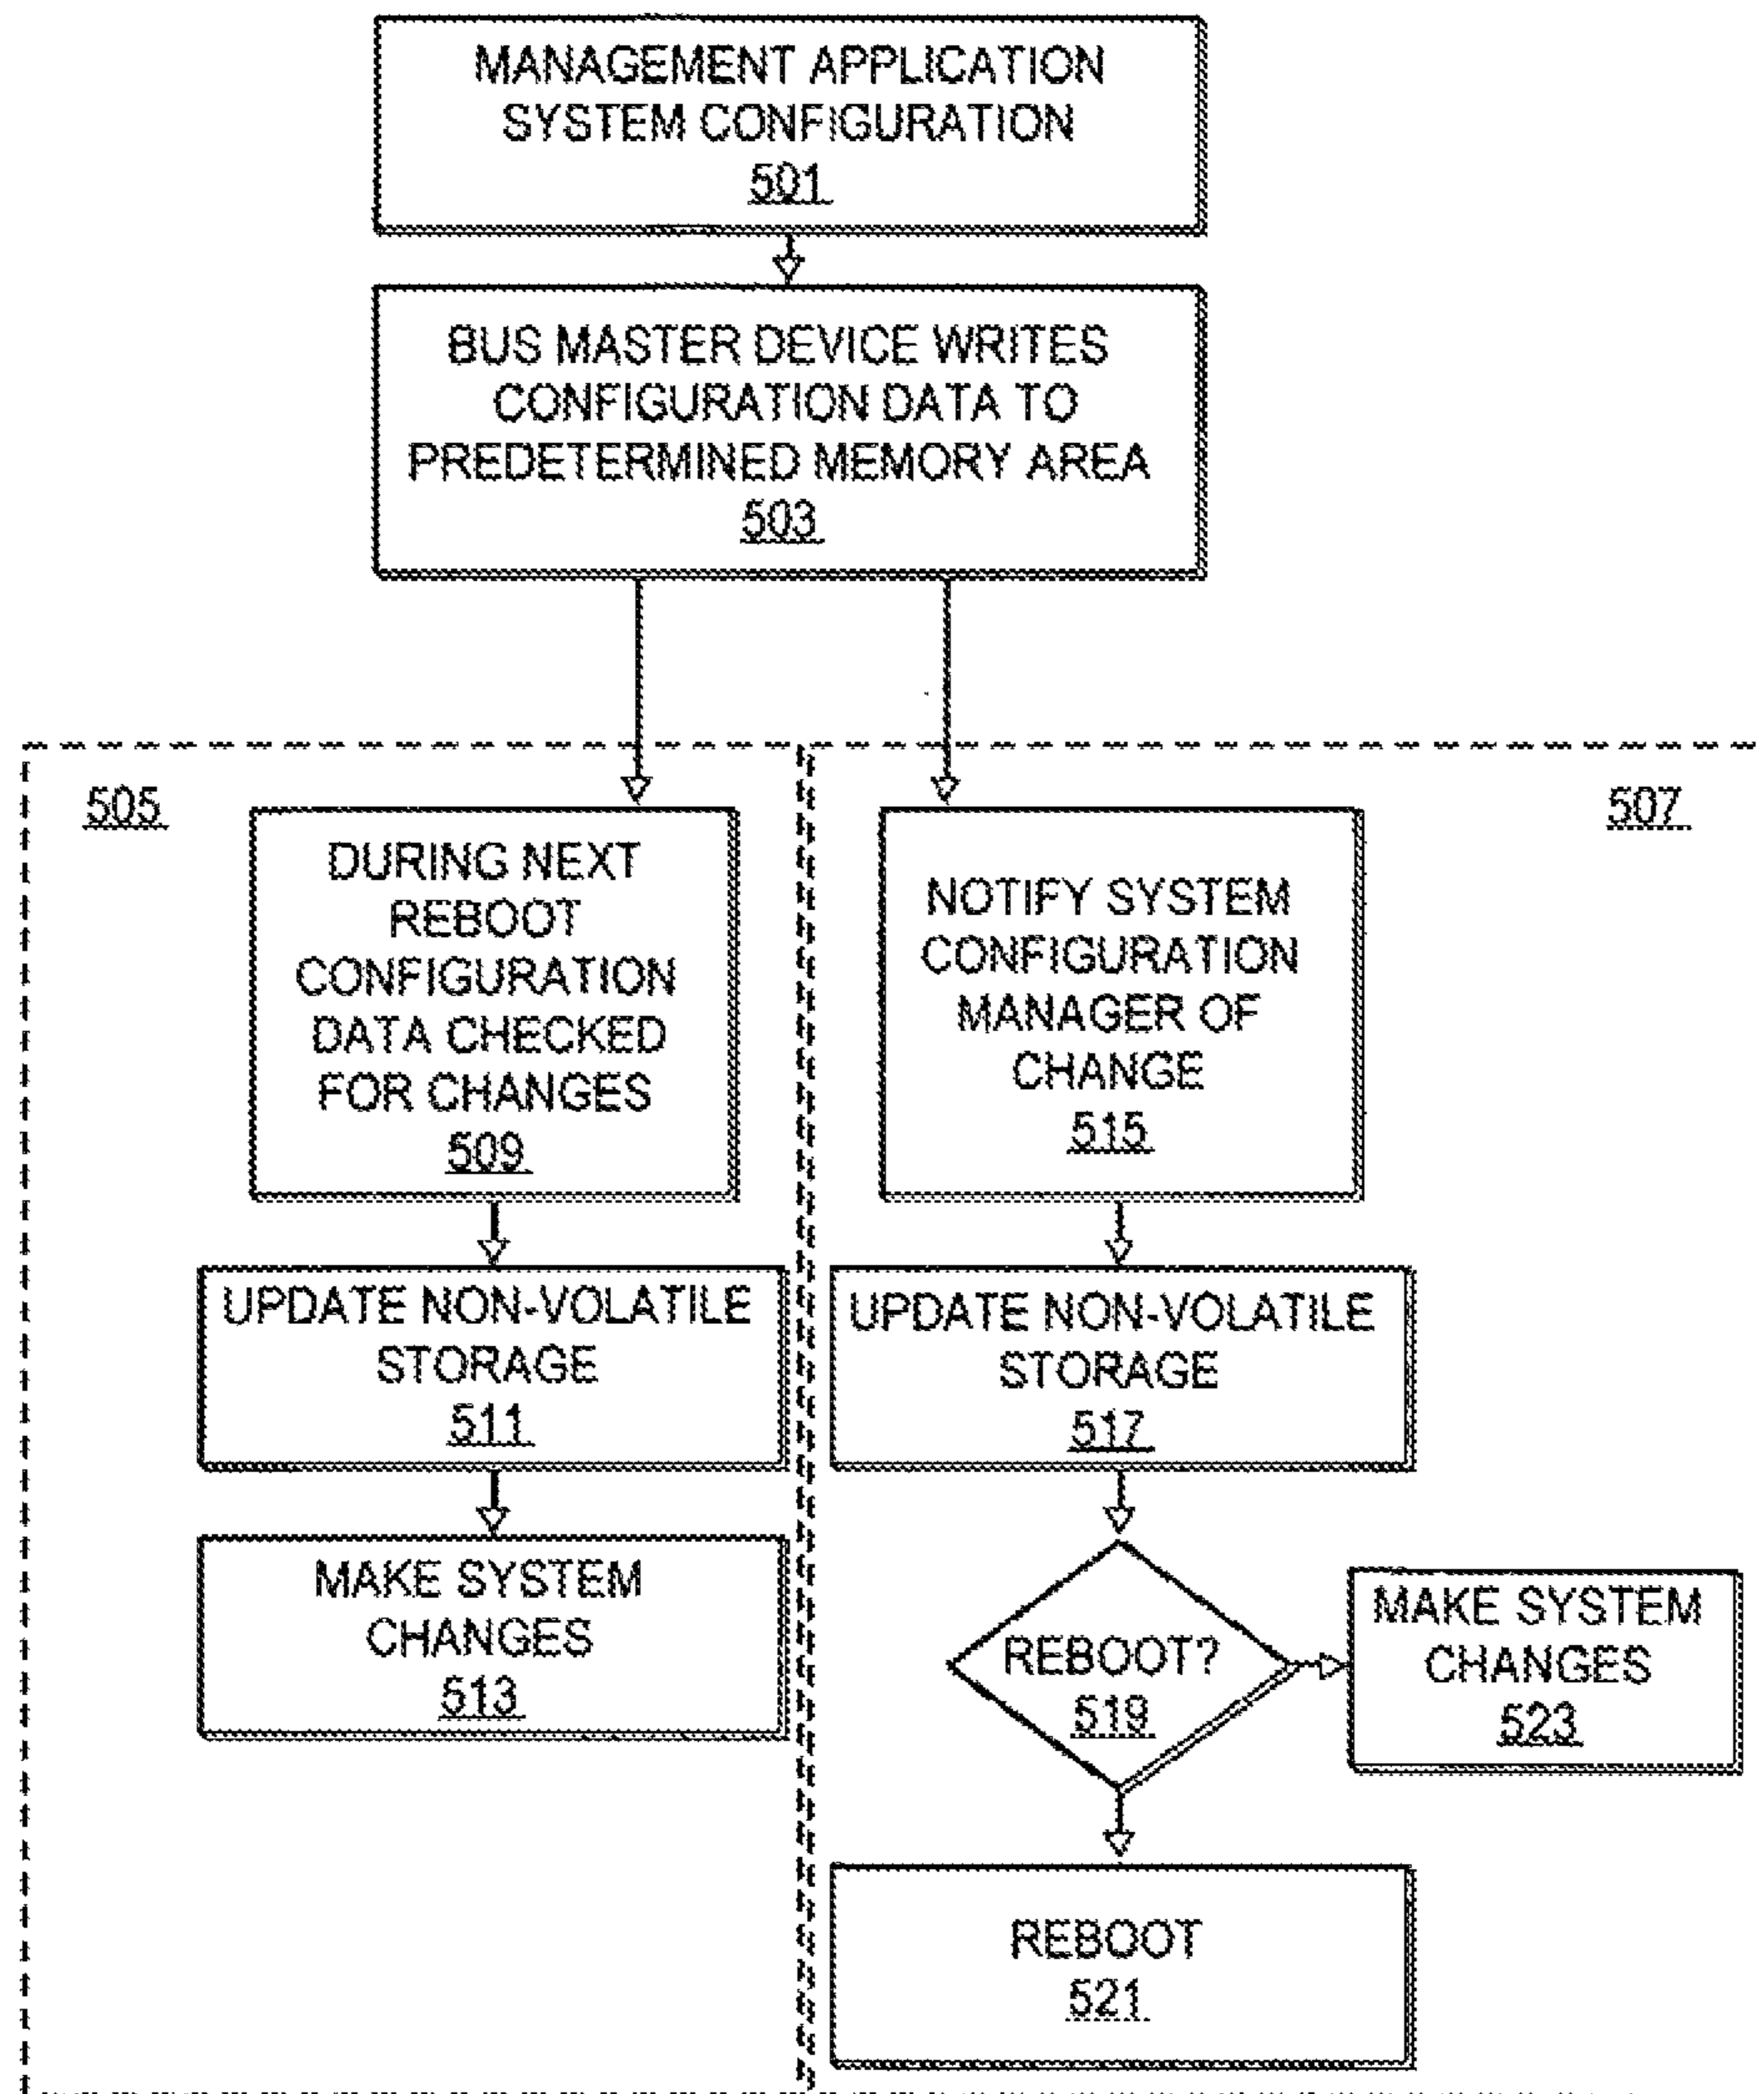 MANAGEMENT APPLICATION
SYSTEM CONFIGURATION
501
BUS MASTER DEVICE WRITES
CONFIGURATION DATA TO
PREDETERMINED MEMORY AREA
503
505
DURING NEXT
REBOOT
CONFIGURATION
DATA CHECKED
FOR CHANGES
509
UPDATE NON-VOLATILE
STORAGE
511
MAKE SYSTEM
CHANGES
513
507
NOTIFY SYSTEM
CONFIGURATION
MANAGER OF
CHANGE
515
UPDATE NON-VOLATILE
STORAGE
517
REBOOT?
519
MAKE SYSTEM
CHANGES
523
REBOOT
521